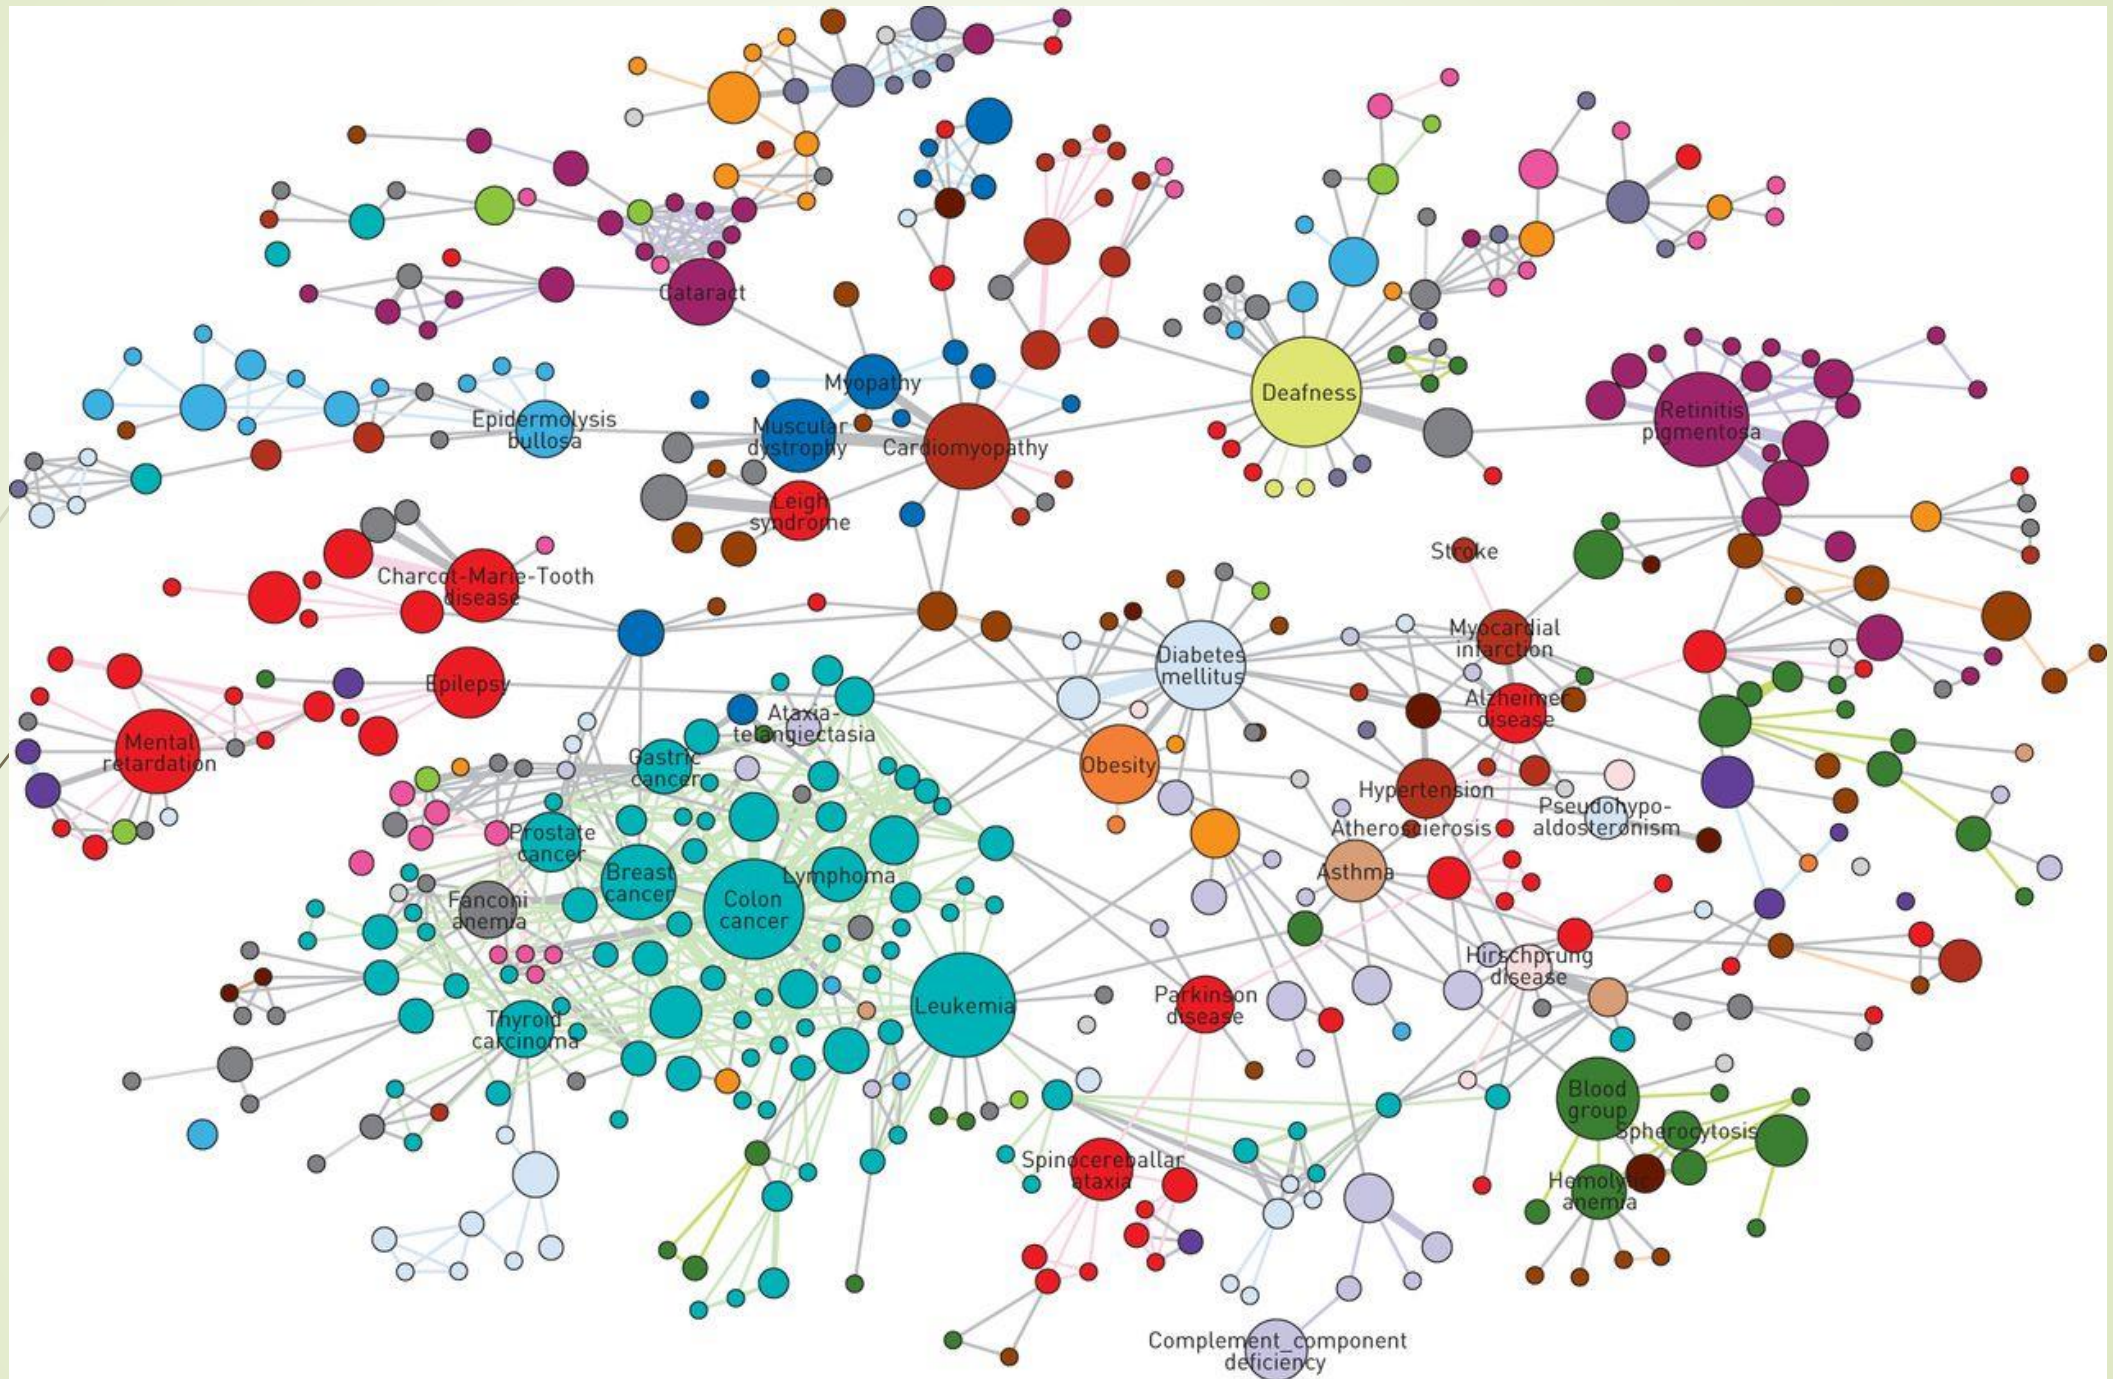 Cataract
Myopathy
Deafness
Retinitis
pigmentosa
Epidermolysis
bullosa
Muscular
dystrophy
Cardiomyopathy
Leigh
syndrome
Stroke
Charcot-Marie-Tooth
disease
Myocardial
infarction
Diabetes
mellitus
Epilepsy
Alzheimer
disease
Ataxia-
telangiectasia
Mental
retardation
Gastric
cancer
Obesity
Hypertension
Pseudohypo-
aldosteronism
Atherosclerosis
Prostate
cancer
Breast
cancer
Lymphoma
Asthma
Colon
cancer
Fanconi
anemia
Hirschprung
disease
Leukemia
Parkinson
disease
Thyroid
carcinoma
Blood
group
Spherocytosis
Spinocereballar
ataxia
Hemolytic
anemia
Complement_component
deficiency